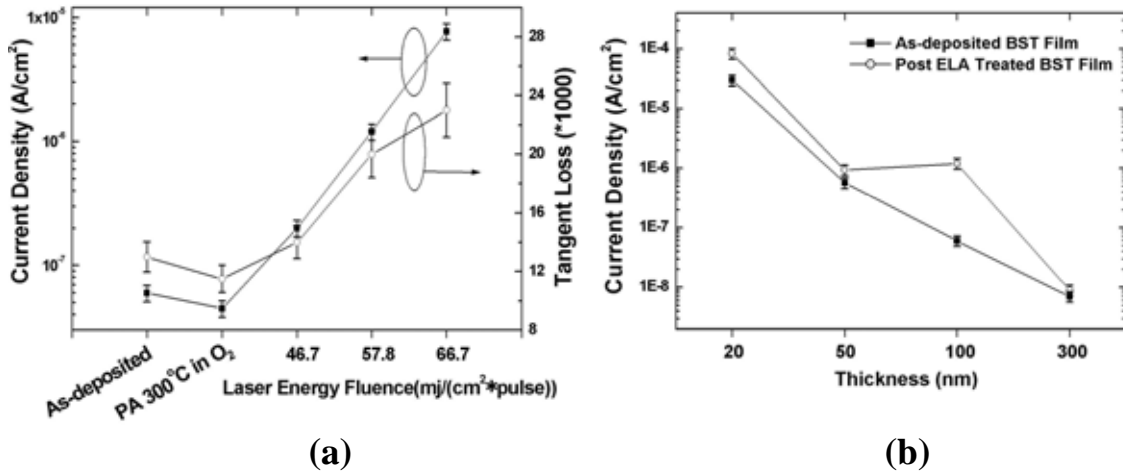 1x10⁻⁵
10⁻⁶
10⁻⁷
Current Density (A/cm²)
28
24
20
16
12
8
Tangent Loss (*1000)
As-deposited
PA 300°C in O₂
46.7
57.8
66.7
Laser Energy Fluence(mj/(cm²*pulse))
(a)
As-deposited BST Film
Post ELA Treated BST Film
1E-4
1E-5
1E-6
1E-7
1E-8
Current Density (A/cm²)
20
50
100
300
Thickness (nm)
(b)